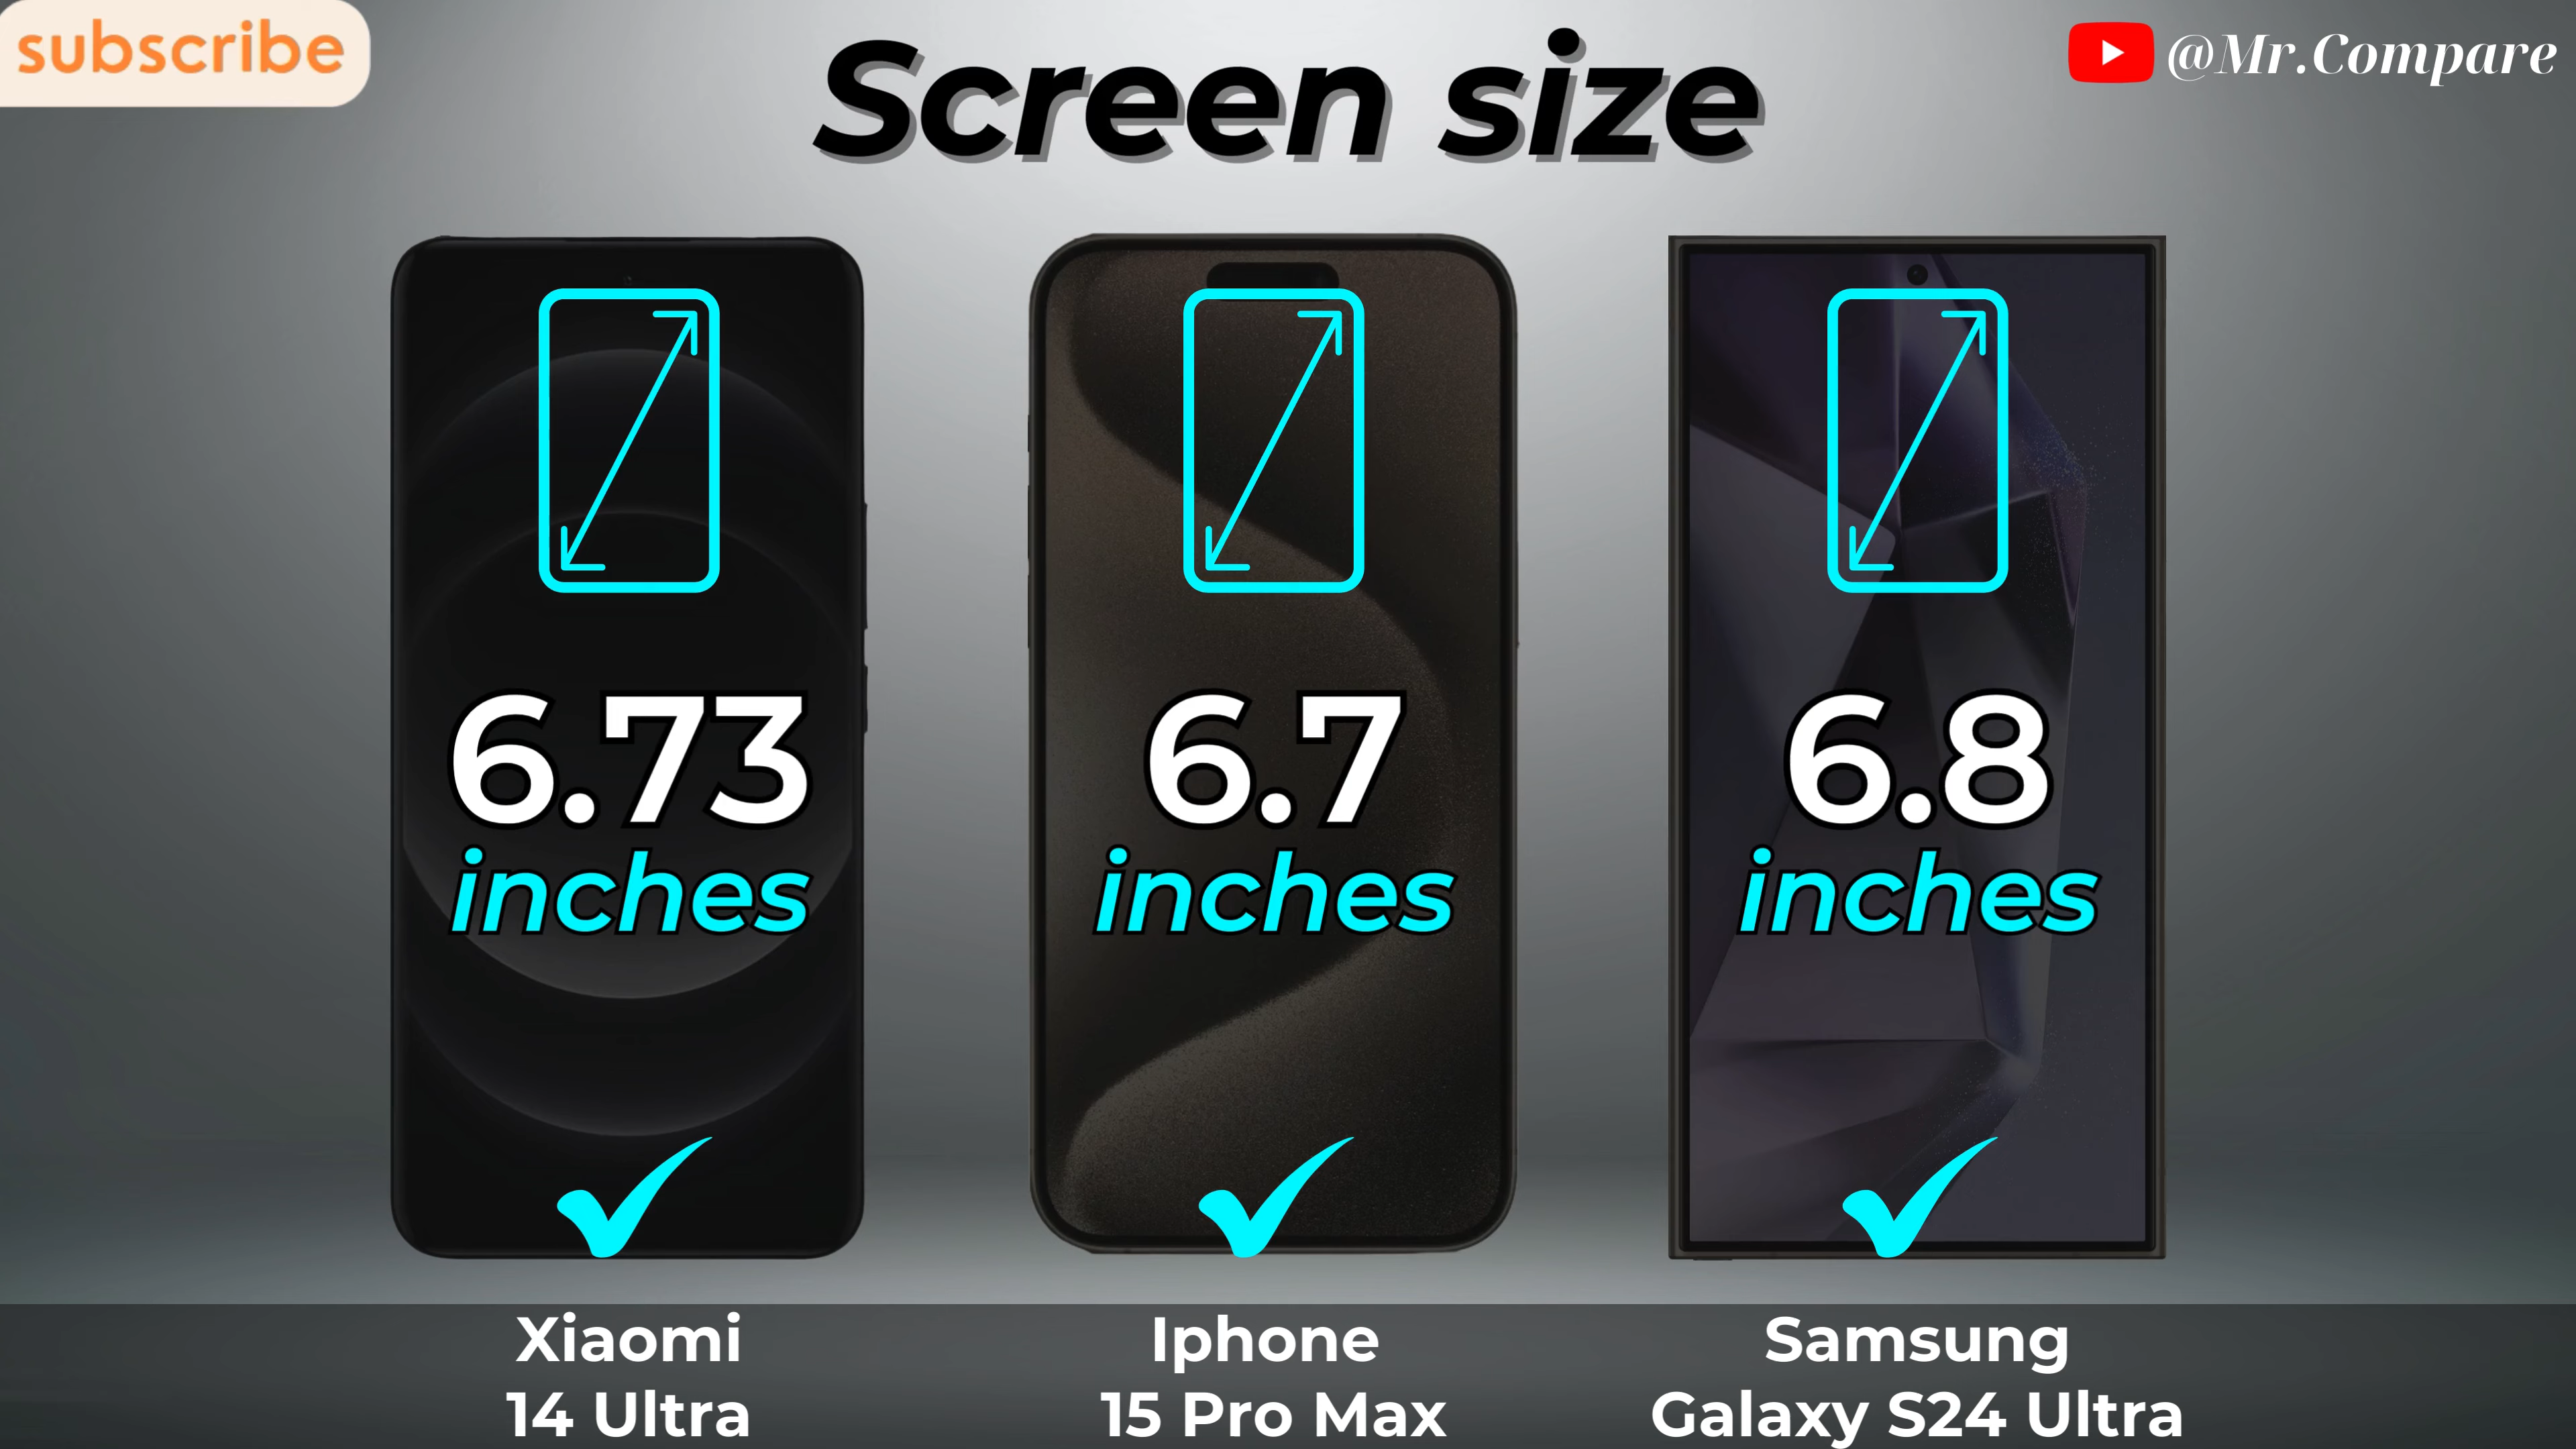 subscribe
Screen size
@Mr.Compare
6.73
inches
6.7
inches
6.8
inches
Xiaomi
14 Ultra
Iphone
15 Pro Max
Samsung
Galaxy S24 Ultra